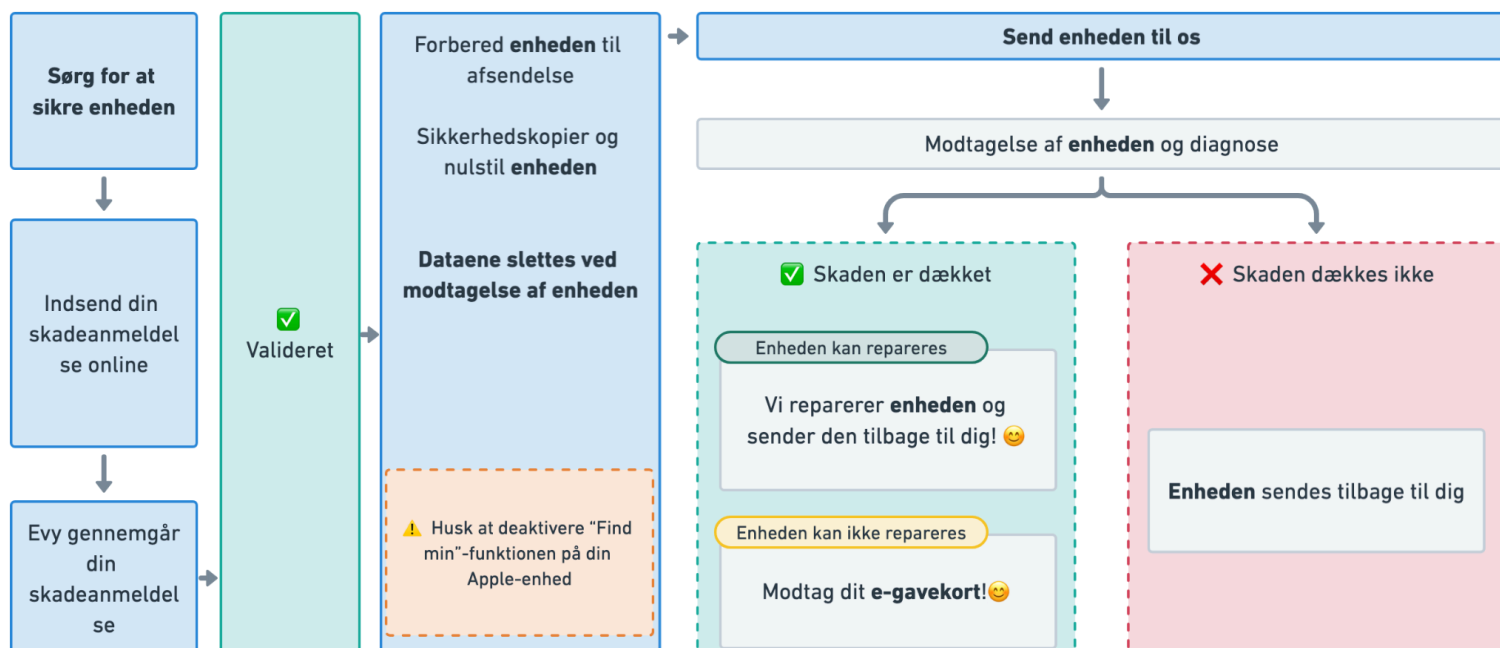 Sørg for at
sikre enheden
Indsend din
skadeanmeldel
se online
Evy gennemgår
din
skadeanmeldel
se
✅
Valideret
Forbered enheden til
afsendelse
Sikkerhedskopier og
nulstil enheden
Dataene slettes ved
modtagelse af enheden
⚠️ Husk at deaktivere “Find
min”-funktionen på din
Apple-enhed
Send enheden til os
Modtagelse af enheden og diagnose
✅ Skaden er dækket
Enheden kan repareres
Vi reparerer enheden og
sender den tilbage til dig! 😊
Enheden kan ikke repareres
Modtag dit e-gavekort!😊
❌ Skaden dækkes ikke
Enheden sendes tilbage til dig